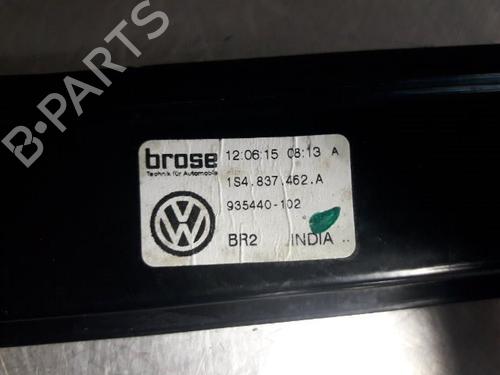 B-PARTS
brose 12:06:15 08:13 A
Technik für Automobile
1S4.837.462.A
935440-102
BR2 INDIA ..